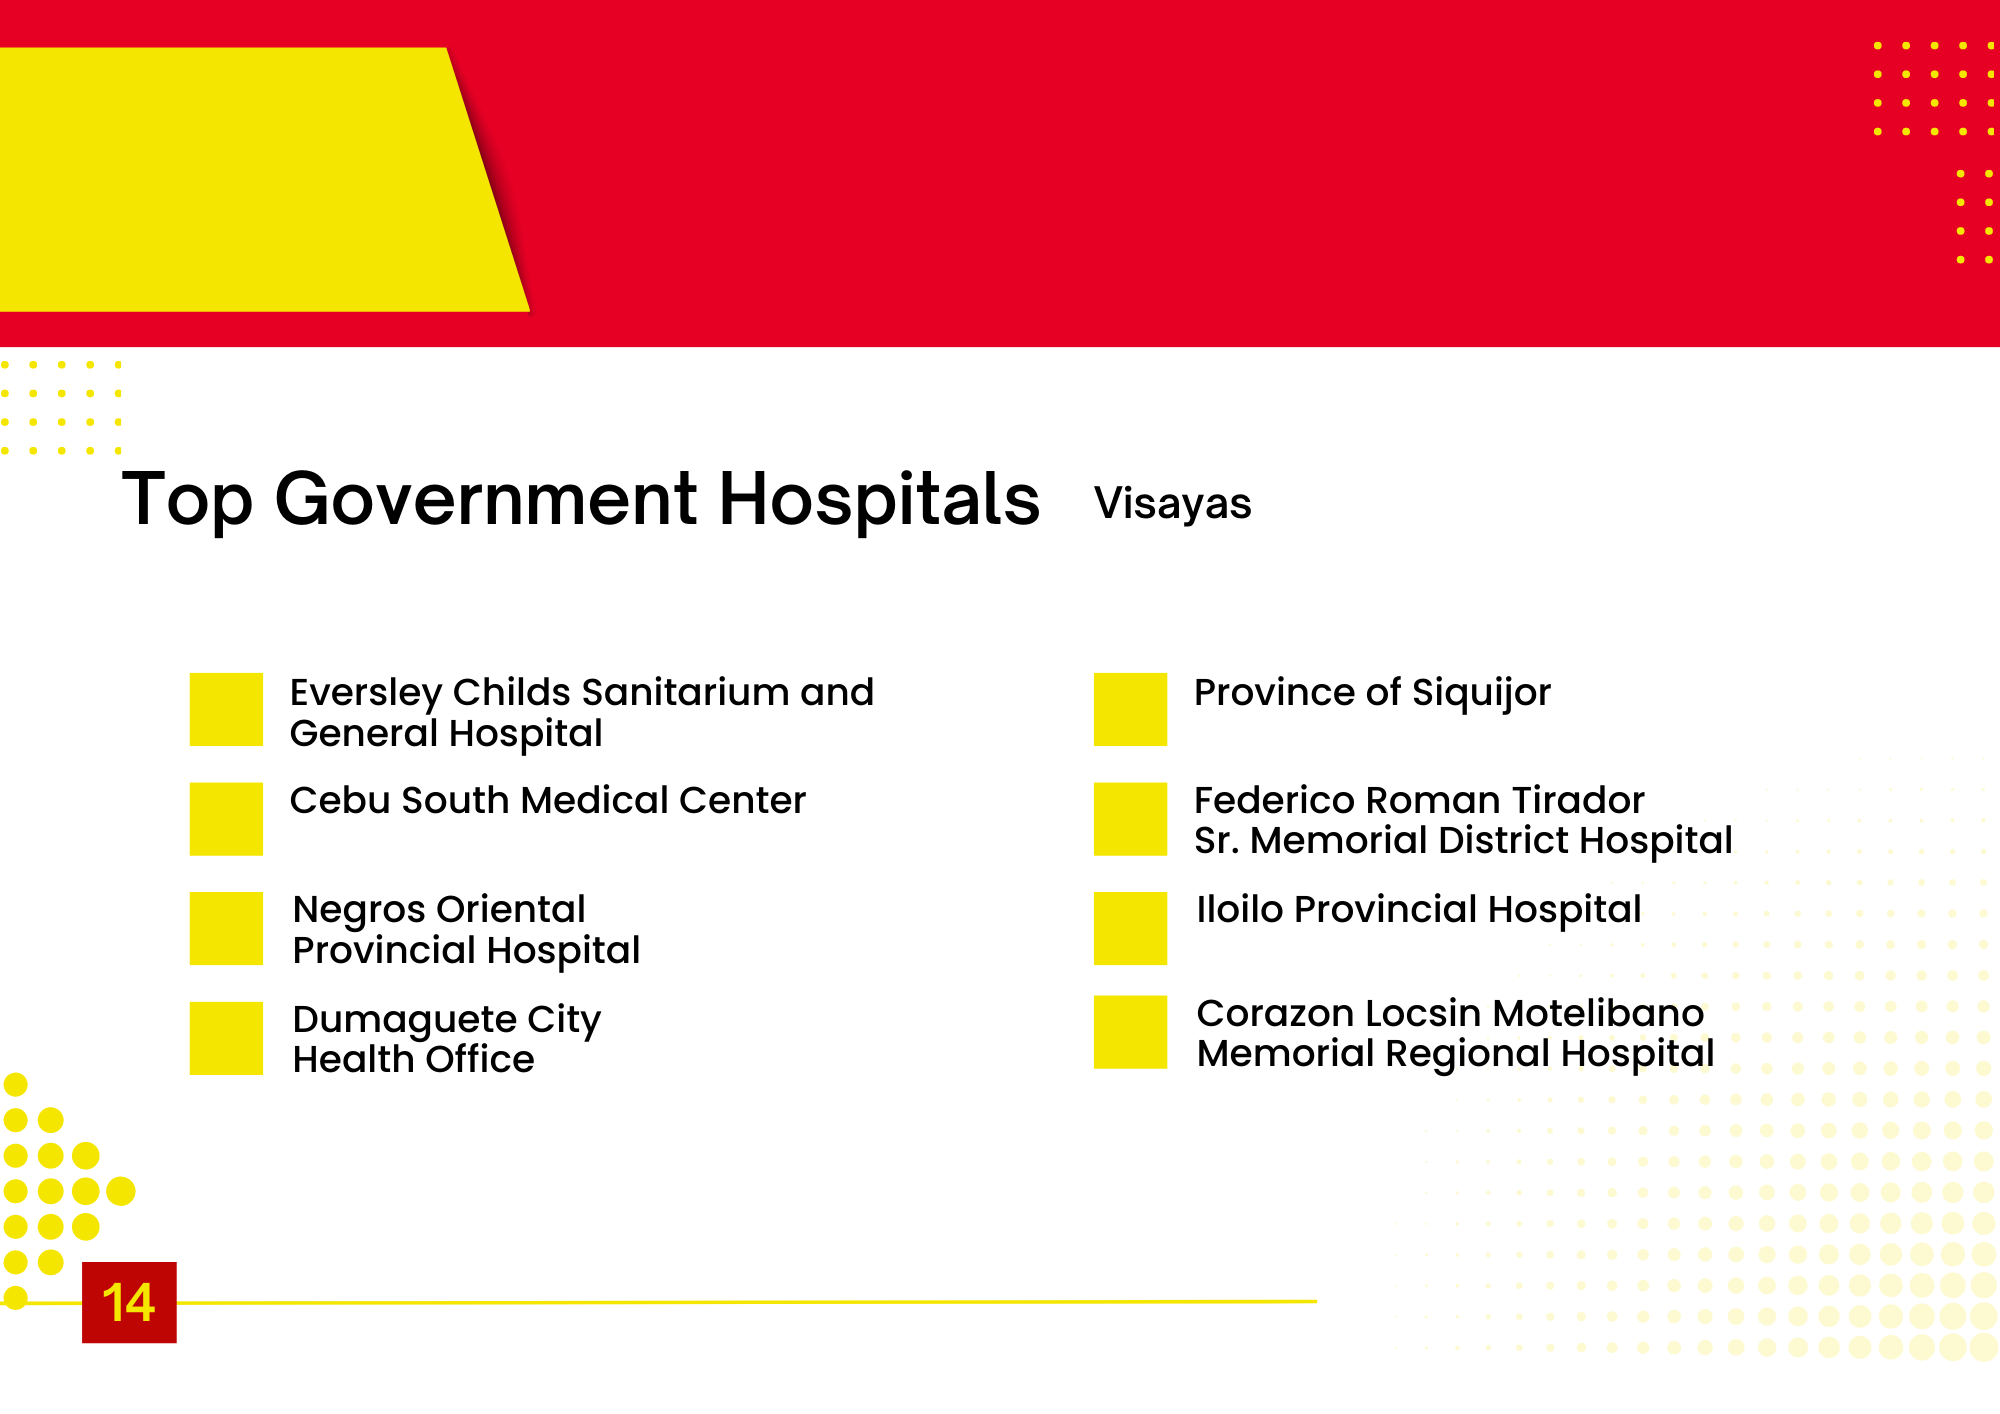 Top Government Hospitals Visayas
Eversley Childs Sanitarium and
General Hospital
Cebu South Medical Center
Negros Oriental
Provincial Hospital
Dumaguete City
Health Office
Province of Siquijor
Federico Roman Tirador
Sr. Memorial District Hospital
Iloilo Provincial Hospital
Corazon Locsin Motelibano
Memorial Regional Hospital
14